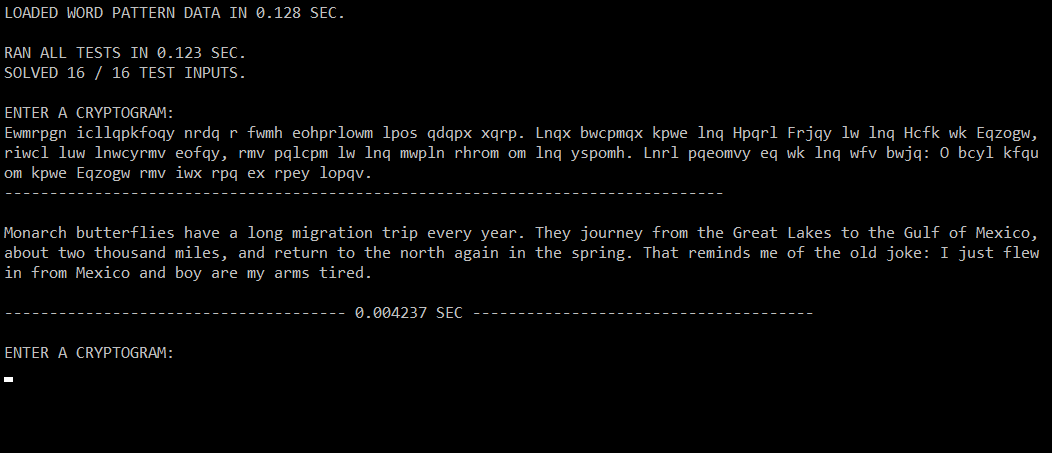 LOADED WORD PATTERN DATA IN 0.128 SEC.
RAN ALL TESTS IN 0.123 SEC.
SOLVED 16 / 16 TEST INPUTS.
ENTER A CRYPTOGRAM:
Ewmrpgn icllqpkfoqy nrdq r fwmh eohprlowm lpos qdqpx xqrp. Lnqx bwcpmqx kpwe lnq Hpqrl Frjqy lw lnq Hcfk wk Eqzogw,
riwcl luw lnwcyrmv eofqy, rmv pqlcpm lw lnq mwpln rhrom om lnq yspomh. Lnrl pqeomvy eq wk lnq wfv bwjq: O bcyl kfqu
om kpwe Eqzogw rmv iwx rpq ex rpey lopqv.
--------------------------------------------------------------------------------
Monarch butterflies have a long migration trip every year. They journey from the Great Lakes to the Gulf of Mexico,
about two thousand miles, and return to the north again in the spring. That reminds me of the old joke: I just flew
in from Mexico and boy are my arms tired.
-------------------------------------- 0.004237 SEC --------------------------------------
ENTER A CRYPTOGRAM: